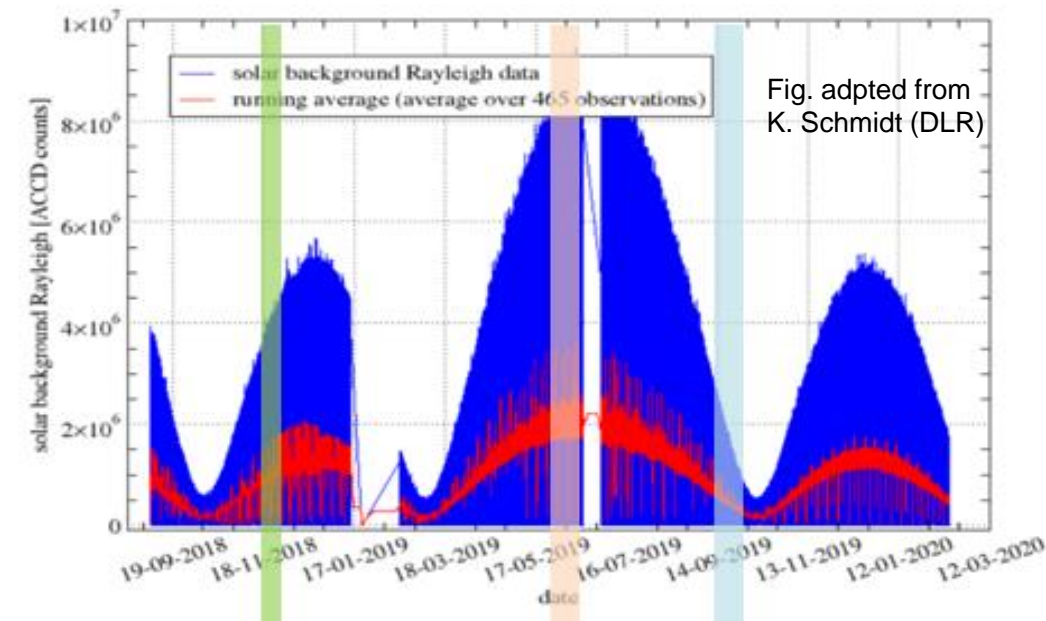 1×10⁷
8×10⁶
6×10⁶
4×10⁶
2×10⁶
0
solar background Rayleigh [ACCD counts]
solar background Rayleigh data
running average (average over 465 observations)
Fig. adpted from
K. Schmidt (DLR)
19-09-2018
18-11-2018
17-01-2019
18-03-2019
17-05-2019
16-07-2019
14-09-2019
13-11-2019
12-01-2020
12-03-2020
date